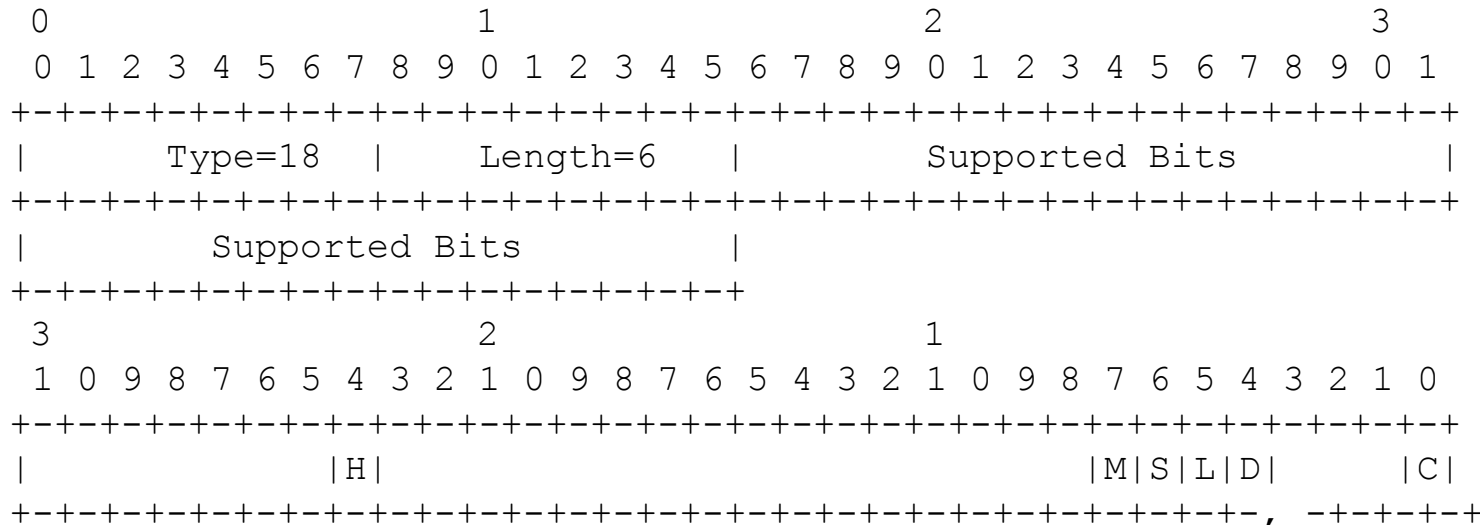 0                   1                   2                   3
 0 1 2 3 4 5 6 7 8 9 0 1 2 3 4 5 6 7 8 9 0 1 2 3 4 5 6 7 8 9 0 1
+-+-+-+-+-+-+-+-+-+-+-+-+-+-+-+-+-+-+-+-+-+-+-+-+-+-+-+-+-+-+-+-+
|      Type=18  |    Length=6   |        Supported Bits         |
+-+-+-+-+-+-+-+-+-+-+-+-+-+-+-+-+-+-+-+-+-+-+-+-+-+-+-+-+-+-+-+-+
|        Supported Bits         |
+-+-+-+-+-+-+-+-+-+-+-+-+-+-+-+-+
 3                   2                   1
 1 0 9 8 7 6 5 4 3 2 1 0 9 8 7 6 5 4 3 2 1 0 9 8 7 6 5 4 3 2 1 0
+-+-+-+-+-+-+-+-+-+-+-+-+-+-+-+-+-+-+-+-+-+-+-+-+-+-+-+-+-+-+-+-+
|             |H|                               |M|S|L|D|     |C|
+-+-+-+-+-+-+-+-+-+-+-+-+-+-+-+-+-+-+-+-+-+-+-+-+-+-+-+-, -+-+-+-+